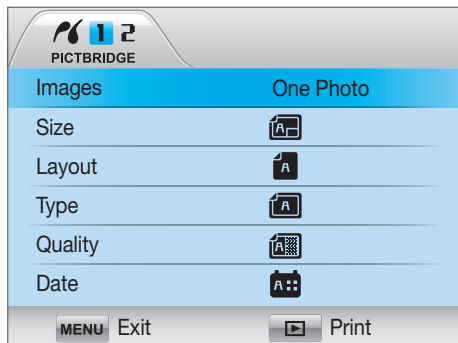 1 2
PICTBRIDGE
Images One Photo
Size A
Layout A
Type A
Quality A
Date A
MENU Exit Print